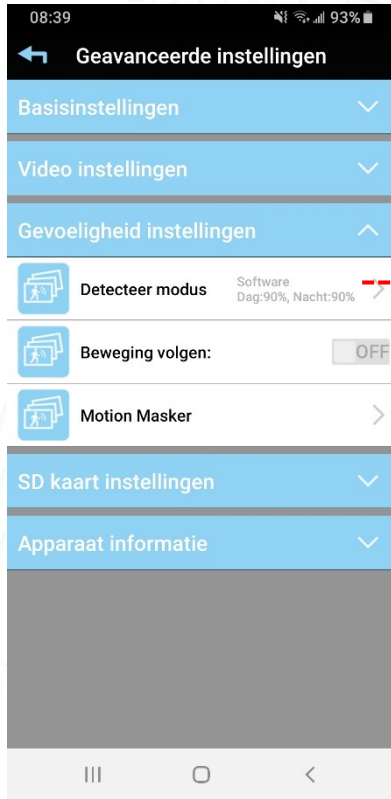 08:39 93%
Geavanceerde instellingen
Basisinstellingen
Video instellingen
Gevoeligheid instellingen
Detecteer modus Software
Dag:90%, Nacht:90%
Beweging volgen: OFF
Motion Masker
SD kaart instellingen
Apparaat informatie